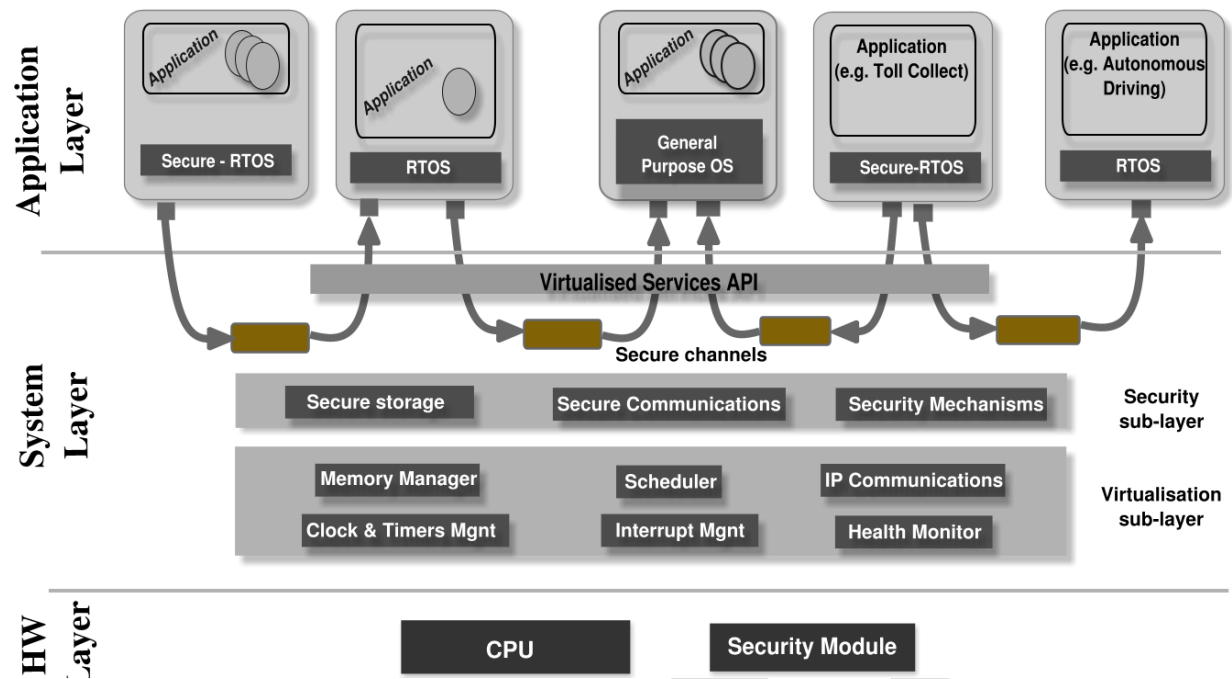 Application
Layer
Application
Secure - RTOS
Application
RTOS
Application
General
Purpose OS
Application
(e.g. Toll Collect)
Secure-RTOS
Application
(e.g. Autonomous
Driving)
RTOS
System
Layer
Virtualised Services API
Secure channels
Secure storage
Secure Communications
Security Mechanisms
Security
sub-layer
Memory Manager
Scheduler
IP Communications
Clock & Timers Mgnt
Interrupt Mgnt
Health Monitor
Virtualisation
sub-layer
HW
Layer
CPU
Security Module